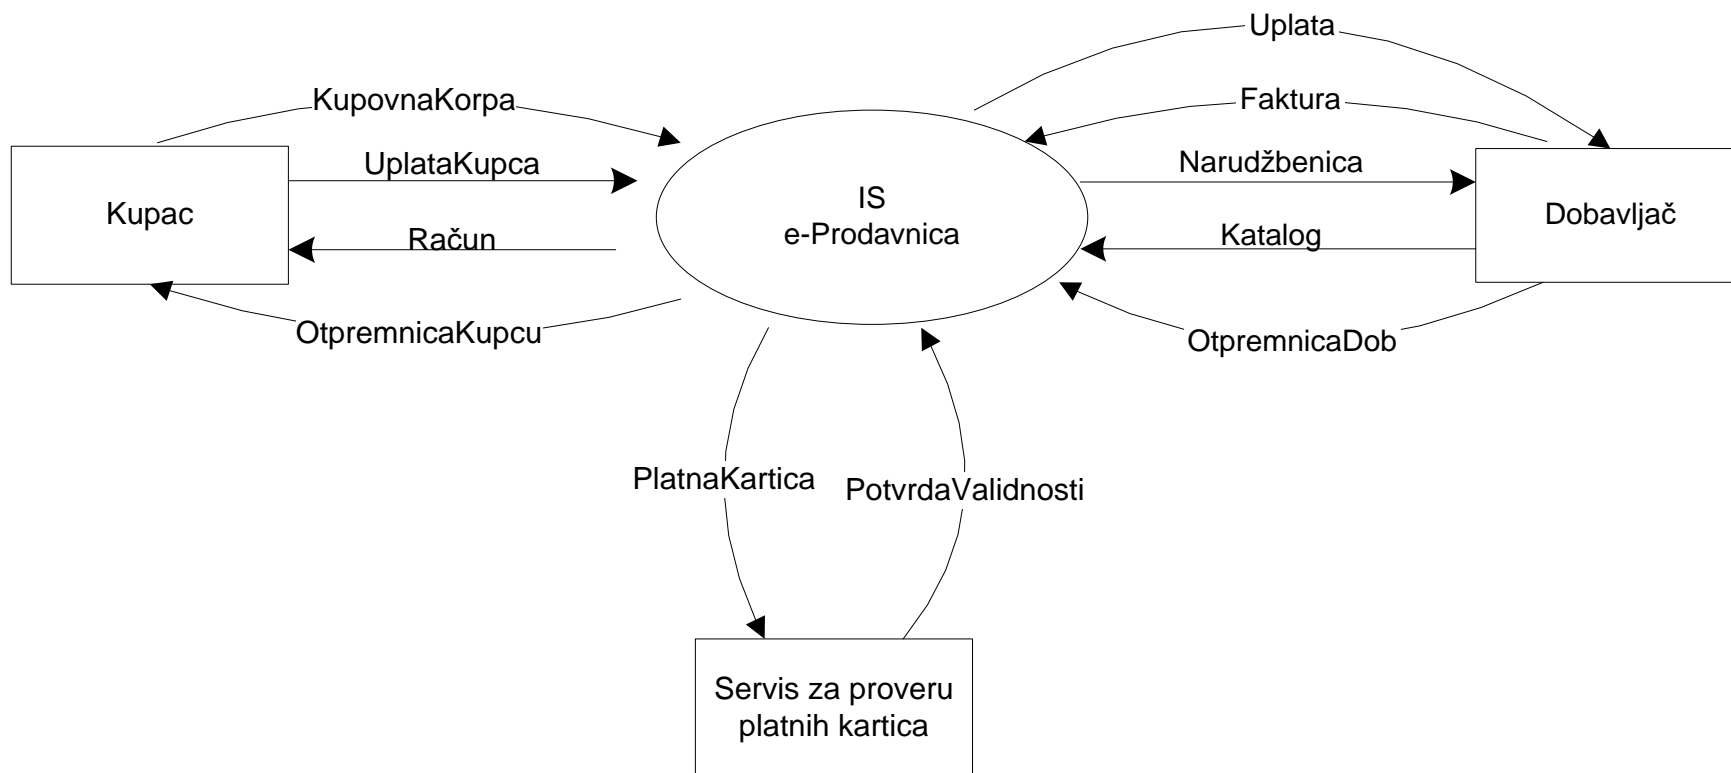 Uplata
KupovnaKorpa
Faktura
UplataKupca
Narudžbenica
Kupac
IS
e-Prodavnica
Dobavljač
Račun
Katalog
OtpremnicaKupcu
OtpremnicaDob
PlatnaKartica
PotvrdaValidnosti
Servis za proveru
platnih kartica